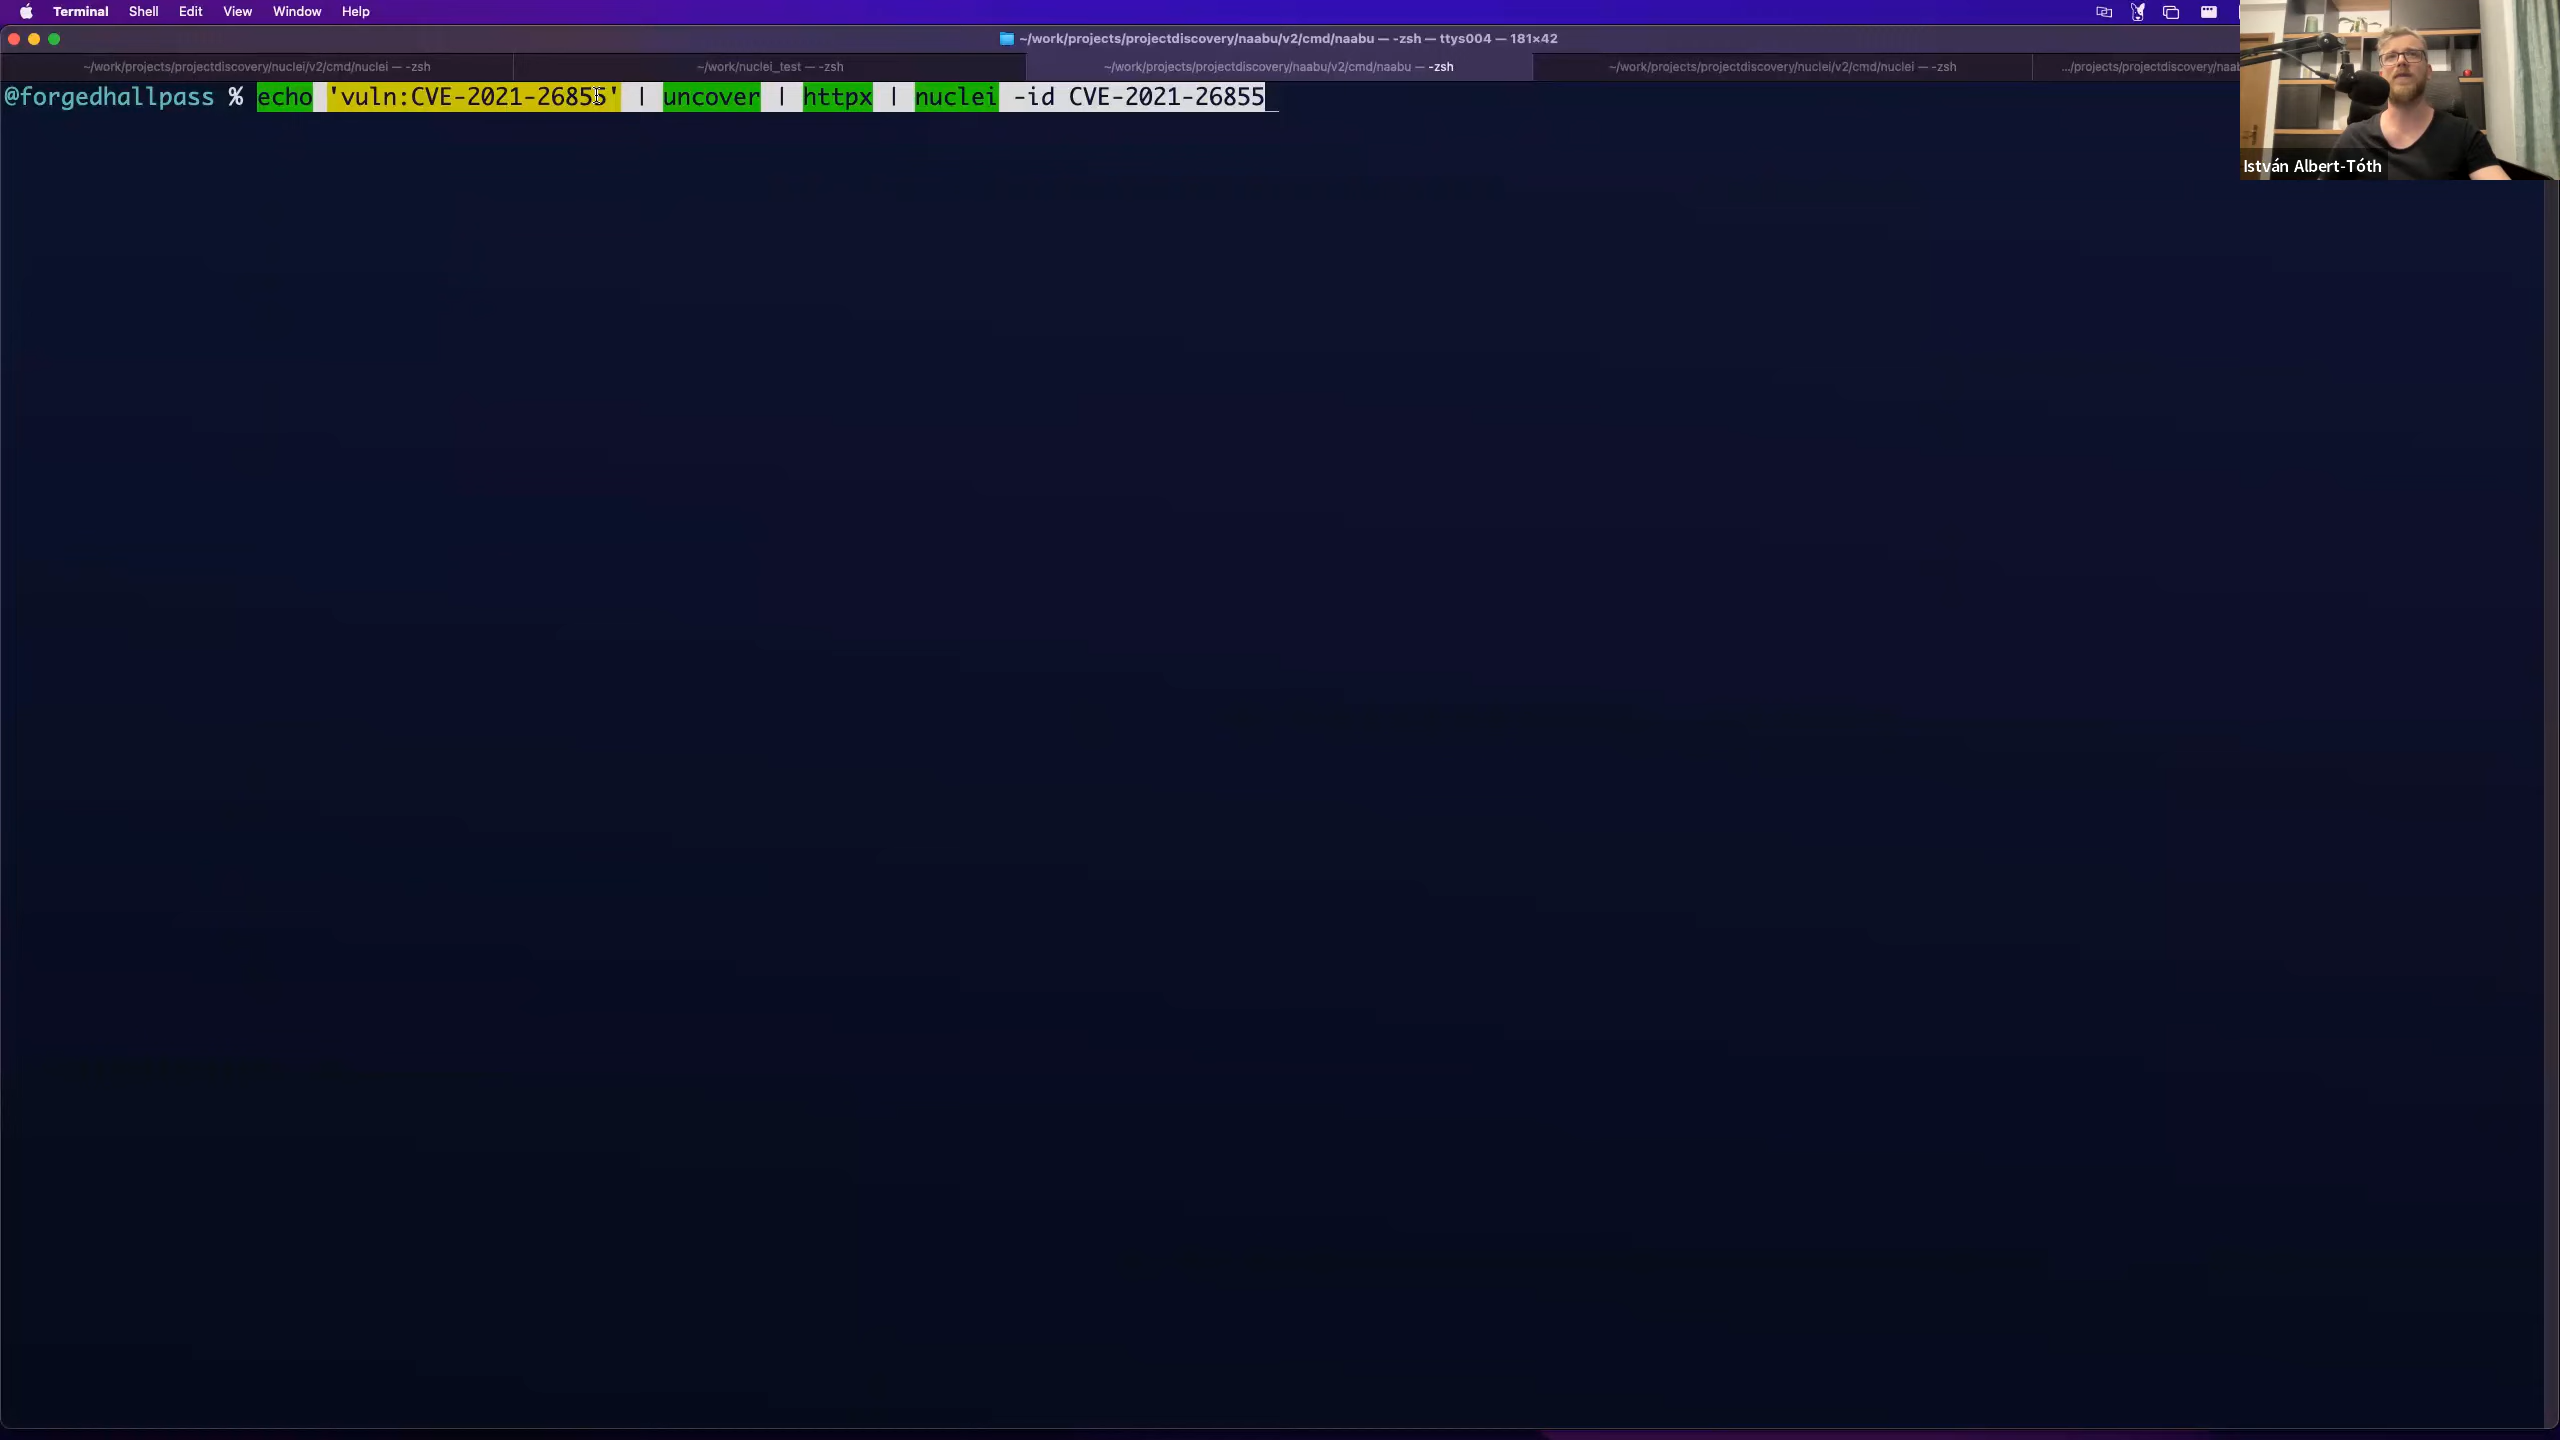 Terminal Shell Edit View Window Help
~/work/projects/projectdiscovery/naabu/v2/cmd/naabu — -zsh — ttys004 — 181×42
~/work/projects/projectdiscovery/nuclei/v2/cmd/nuclei — -zsh
~/work/nuclei_test — -zsh
~/work/projects/projectdiscovery/naabu/v2/cmd/naabu — -zsh
~/work/projects/projectdiscovery/nuclei/v2/cmd/nuclei — -zsh
.../projects/projectdiscovery/naab
@forgedhallpass % echo 'vuln:CVE-2021-26855' | uncover | httpx | nuclei -id CVE-2021-26855
István Albert-Tóth